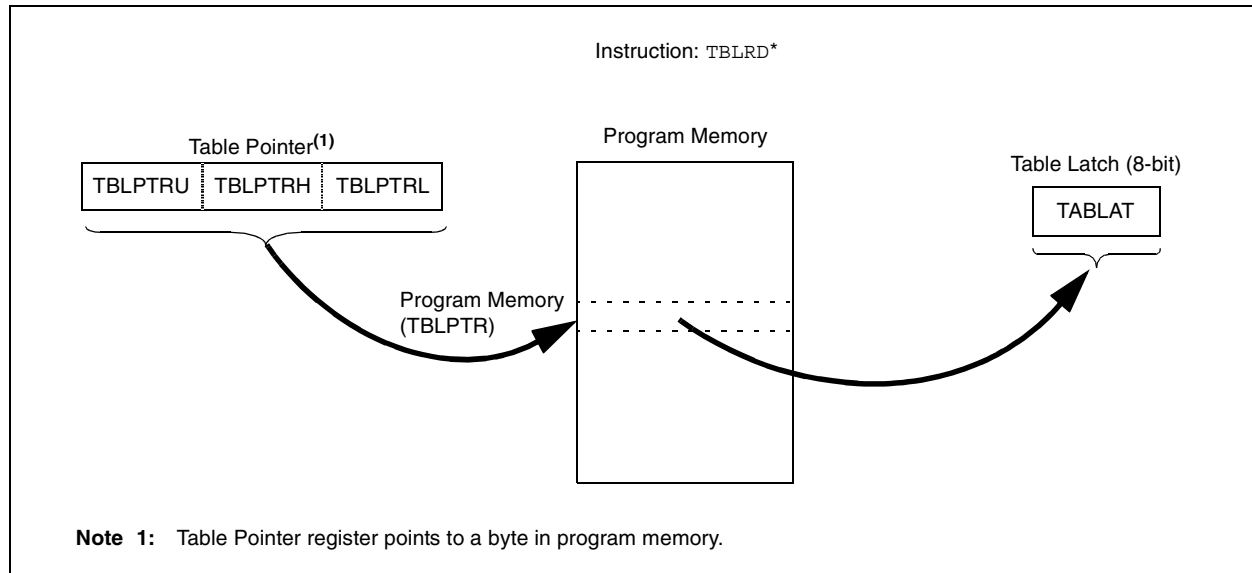 Instruction: TBLRD*
Table Pointer(1)
TBLPTRU TBLPTRH TBLPTRL
Program Memory
Table Latch (8-bit)
TABLAT
Program Memory
(TBLPTR)
Note 1: Table Pointer register points to a byte in program memory.